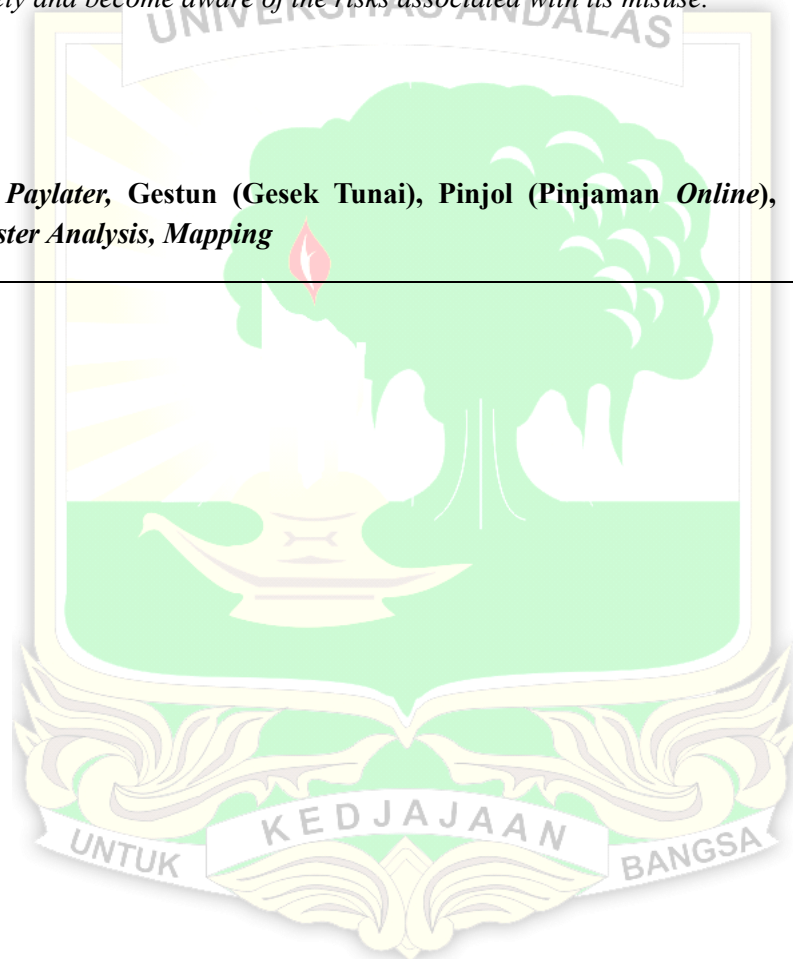 ely and become aware of the risks associated with its misuse.
UNIVERSITAS ANDALAS
Paylater, Gestun (Gesek Tunai), Pinjol (Pinjaman Online),
ster Analysis, Mapping
UNTUK KEDJAJAAN BANGSA